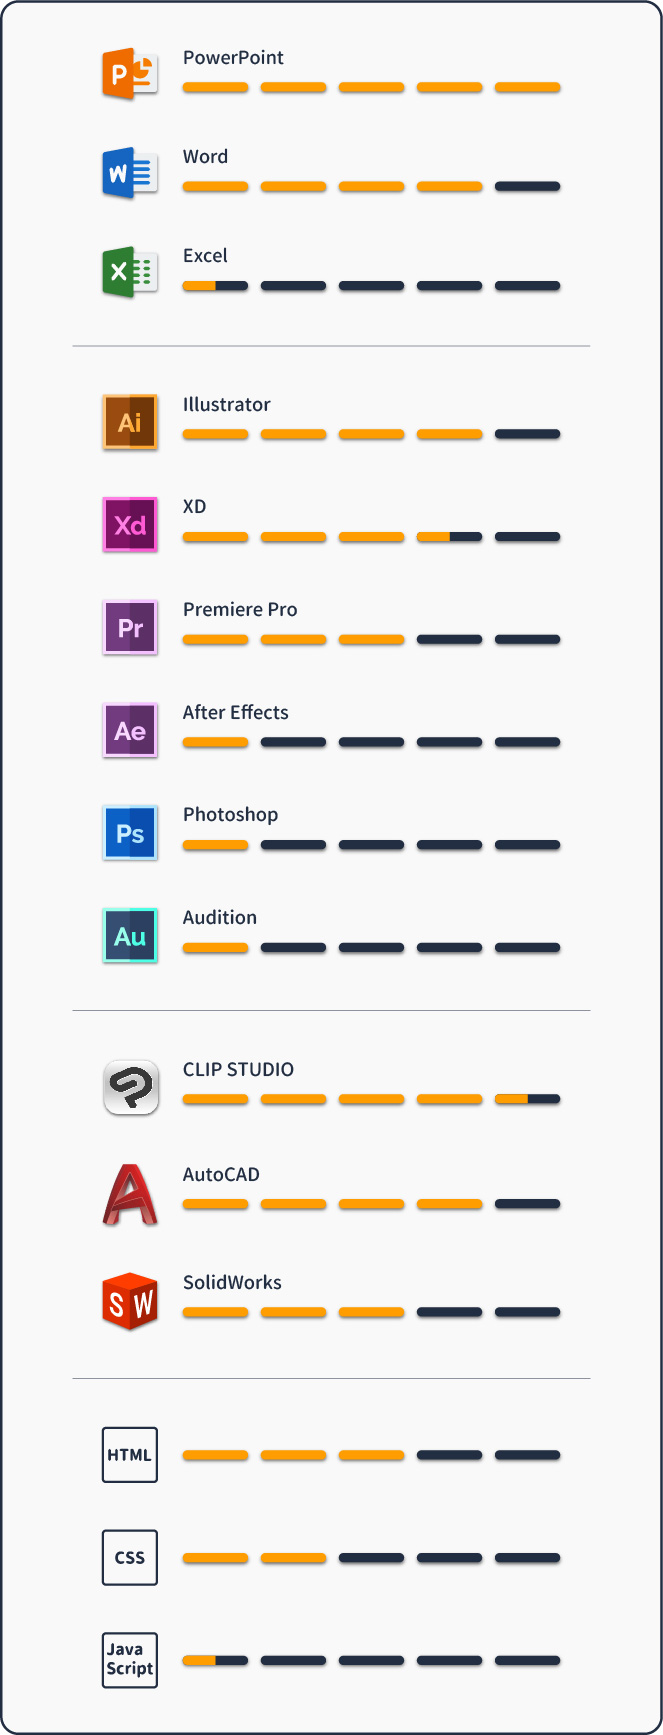 P
PowerPoint
W
Word
X
Excel
Ai
Illustrator
Xd
XD
Pr
Premiere Pro
Ae
After Effects
Ps
Photoshop
Au
Audition
CLIP STUDIO
AutoCAD
S W
SolidWorks
HTML
CSS
Java
Script